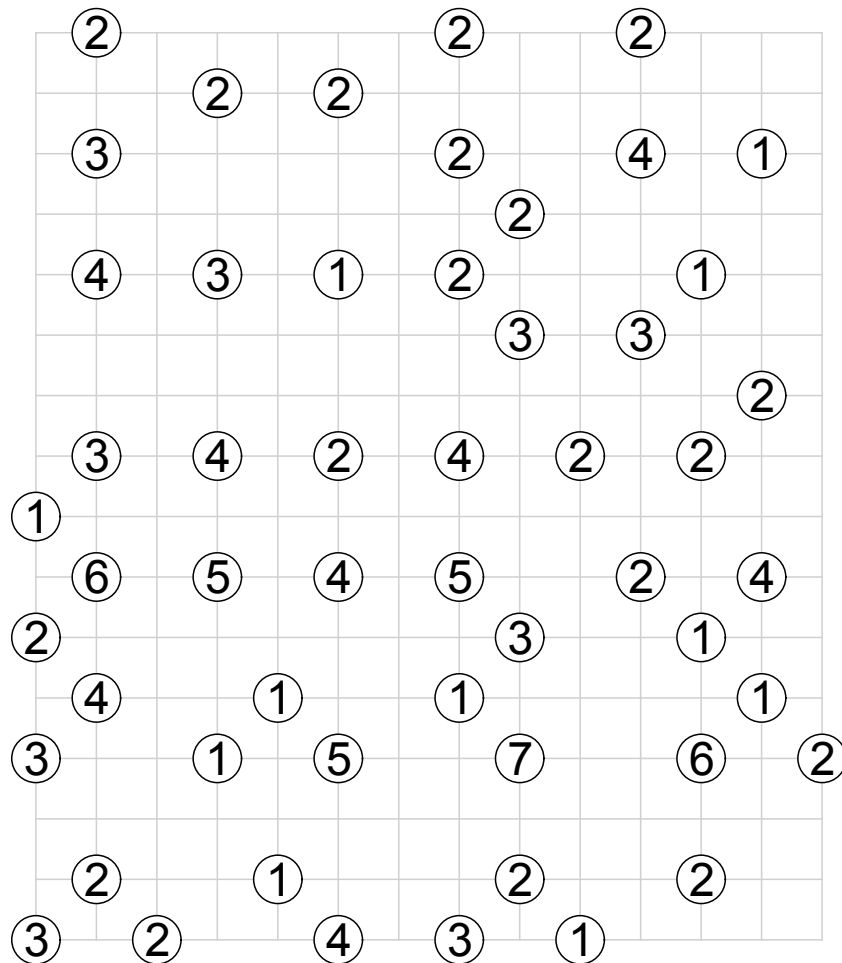 2 2 2
2 2
3 2 4 1
2
4 3 1 2 1
3 3
2
3 4 2 4 2 2
1
6 5 4 5 2 4
2 3 1
4 1 1 1
3 1 5 7 6 2
2 1 2 2
3 2 4 3 1